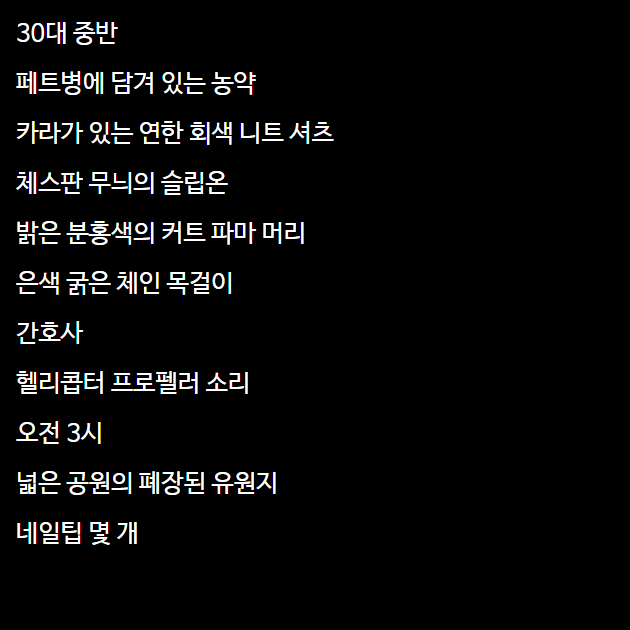 30대 중반
페트병에 담겨 있는 농약
카라가 있는 연한 회색 니트 셔츠
체스판 무늬의 슬립온
밝은 분홍색의 커트 파마 머리
은색 굵은 체인 목걸이
간호사
헬리콥터 프로펠러 소리
오전 3시
넓은 공원의 폐장된 유원지
네일팁 몇 개